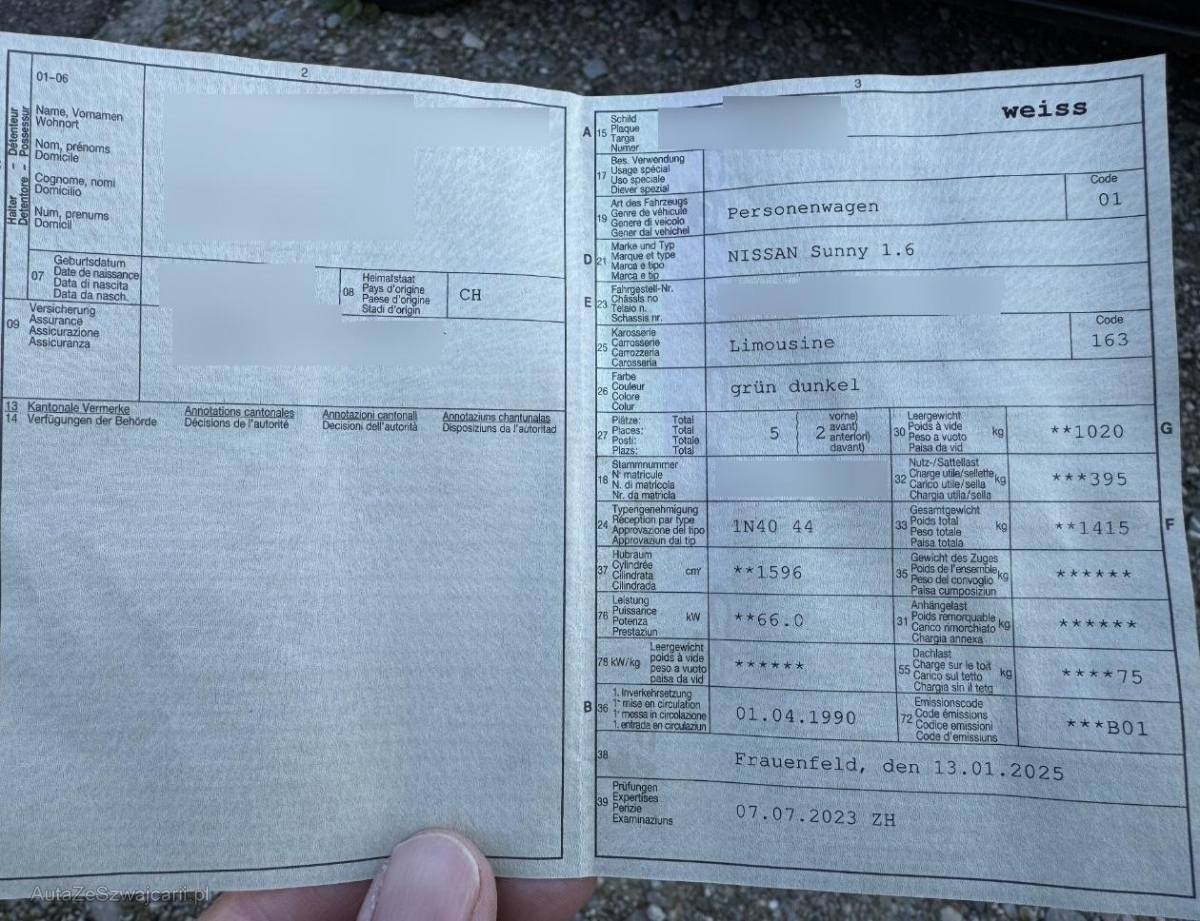 2
01-06
Halter - Détenteur
Detentore - Possessur
Name, Vornamen
Wohnort
Nom, prénoms
Domicile
Cognome, nomi
Domicilio
Num, prenums
Domicil
07
Geburtsdatum
Date de naissance
Data di nascita
Data da nasch.
08
Heimatstaat
Pays d'origine
Paese d'origine
Stadi d'origin
CH
09
Versicherung
Assurance
Assicurazione
Assicuranza
13 Kantonale Vermerke Annotations cantonales Annotazioni cantonali Annotaziuns chantunalas
14 Verfügungen der Behörde Décisions de l'autorité Decisioni dell'autorità Disposiziuns da l'autoritad
3
weiss
A 15
Schild
Plaque
Targa
Numer
17
Bes. Verwendung
Usage spécial
Uso speciale
Diever spezial
19
Art des Fahrzeugs
Genre de véhicule
Genere di veicolo
Gener dal vehichel
Personenwagen
Code
01
D 21
Marke und Typ
Marque et type
Marca e tipo
Marca e tip
NISSAN Sunny 1.6
E 23
Fahrgestell-Nr.
Châssis no
Telaio n.
Schassis nr.
25
Karosserie
Carrosserie
Carrozzeria
Carossaria
Limousine
Code
163
26
Farbe
Couleur
Colore
Colur
grün dunkel
27
Plätze: Total
Places: Total
Posti: Totale
Plazs: Total
5
2
vorne)
avant)
anteriori)
davant)
30
Leergewicht
Poids à vide
Peso a vuoto
Paisa da vid
kg
**1020
G
18
Stammnummer
N° matricule
N. di matricola
Nr. da matricla
32
Nutz-/Sattellast
Charge utile/sellette
Carico utile/sella
Chargia utila/sella
kg
***395
24
Typengenehmigung
Réception par type
Approvazione del tipo
Approvaziun dal tip
1N40 44
33
Gesamtgewicht
Poids total
Peso totale
Paisa totala
kg
**1415
F
37
Hubraum
Cylindrée
Cilindrata
Cilindrada
cm³
**1596
35
Gewicht des Zuges
Poids de l'ensemble
Peso del convoglio
Paisa cumposiziun
kg
******
76
Leistung
Puissance
Potenza
Prestaziun
kW
**66.0
31
Anhängelast
Poids remorquable
Carico rimorchiato
Chargia annexa
kg
******
78 kW/kg
Leergewicht
poids à vide
peso a vuoto
paisa da vid
******
55
Dachlast
Charge sur le toit
Carico sul tetto
Chargia sin il tetg
kg
****75
B 36
1. Inverkehrsetzung
1re mise en circulation
1a messa in circolazione
1. entrada en circulaziun
01.04.1990
72
Emissionscode
Code émissions
Codice emissioni
Code d'emissiuns
***B01
38
Frauenfeld, den 13.01.2025
39
Prüfungen
Expertises
Perizie
Examinaziuns
07.07.2023 ZH
AutaZeSzwajcarii.pl